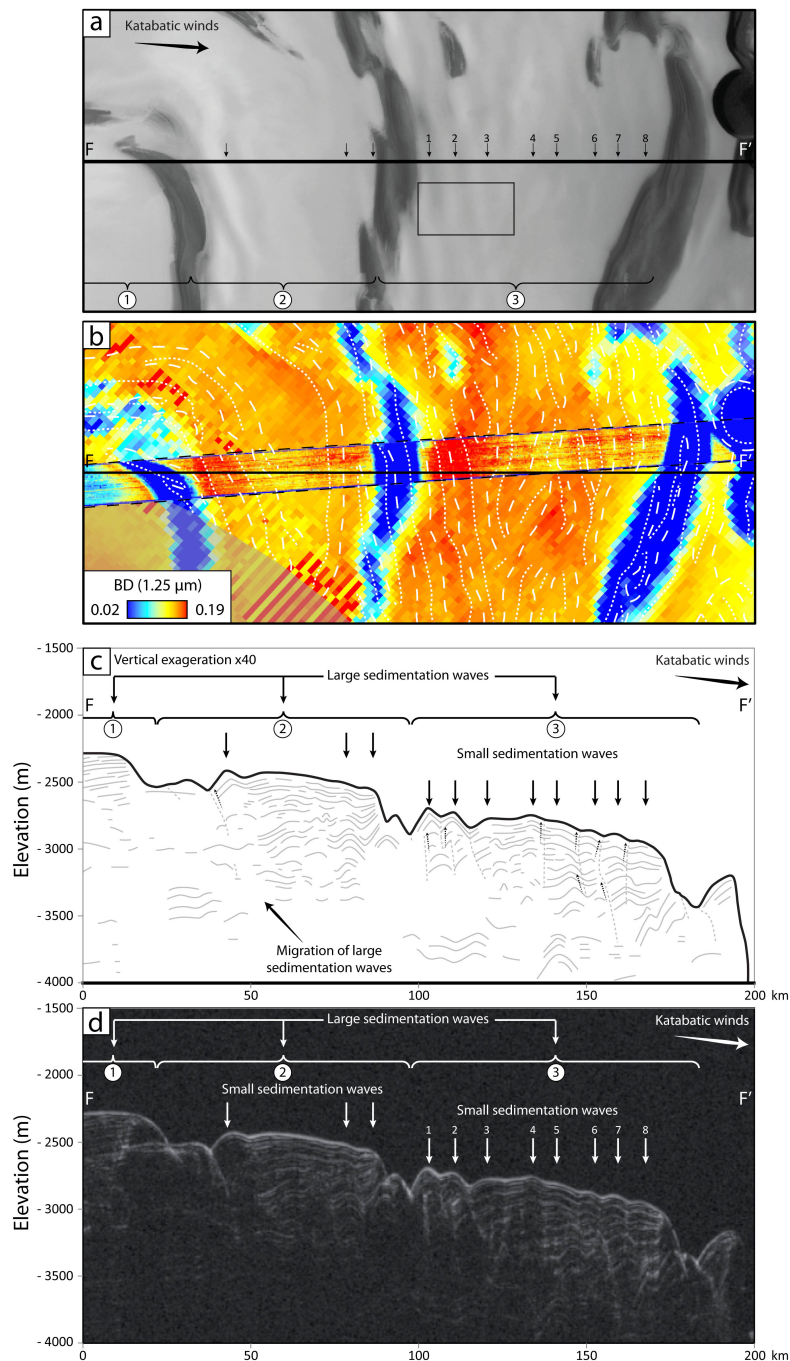 a
Katabatic winds
F
1 2 3 4 5 6 7 8
F’
1 2 3
b
F
F’
BD (1.25 μm)
0.02 0.19
c
Vertical exageration x40
Large sedimentation waves
Katabatic winds
F
F’
1 2 3
Small sedimentation waves
Migration of large
sedimentation waves
Elevation (m)
- 1500
- 2000
- 2500
- 3000
- 3500
- 4000
0 50 100 150 200 km
d
Large sedimentation waves
Katabatic winds
1 2 3
F
F’
Small sedimentation waves
Small sedimentation waves
1 2 3 4 5 6 7 8
Elevation (m)
- 1500
- 2000
- 2500
- 3000
- 3500
- 4000
0 50 100 150 200 km